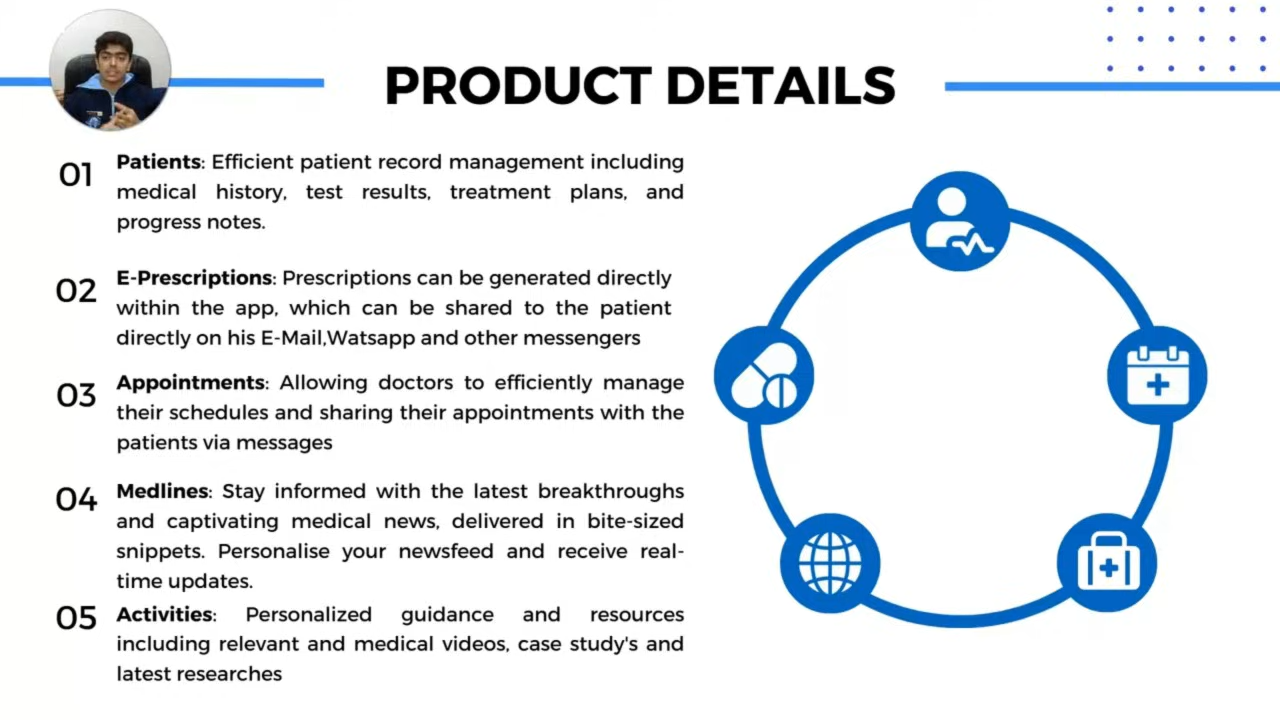 PRODUCT DETAILS
01
Patients: Efficient patient record management including
medical history, test results, treatment plans, and
progress notes.
02
E-Prescriptions: Prescriptions can be generated directly
within the app, which can be shared to the patient
directly on his E-Mail,Watsapp and other messengers
03
Appointments: Allowing doctors to efficiently manage
their schedules and sharing their appointments with the
patients via messages
04
Medlines: Stay informed with the latest breakthroughs
and captivating medical news, delivered in bite-sized
snippets. Personalise your newsfeed and receive real-
time updates.
05
Activities: Personalized guidance and resources
including relevant and medical videos, case study's and
latest researches